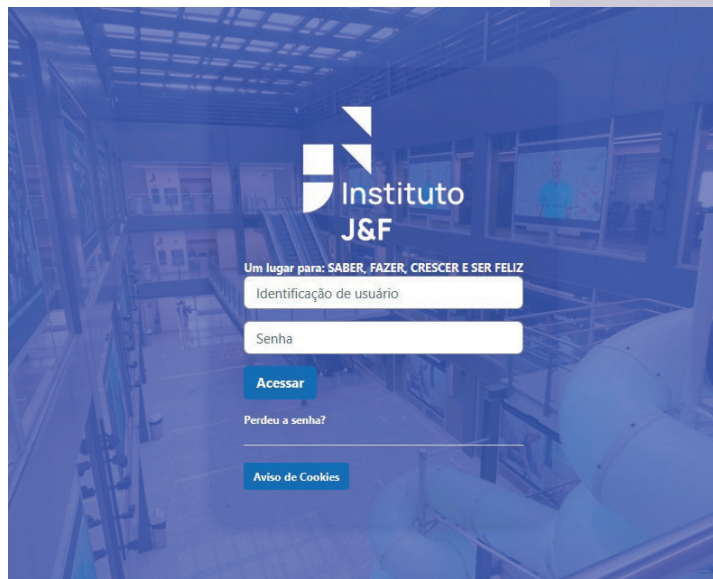 Instituto
J&F
Um lugar para: SABER, FAZER, CRESCER E SER FELIZ
Identificação de usuário
Senha
Acessar
Perdeu a senha?
Aviso de Cookies